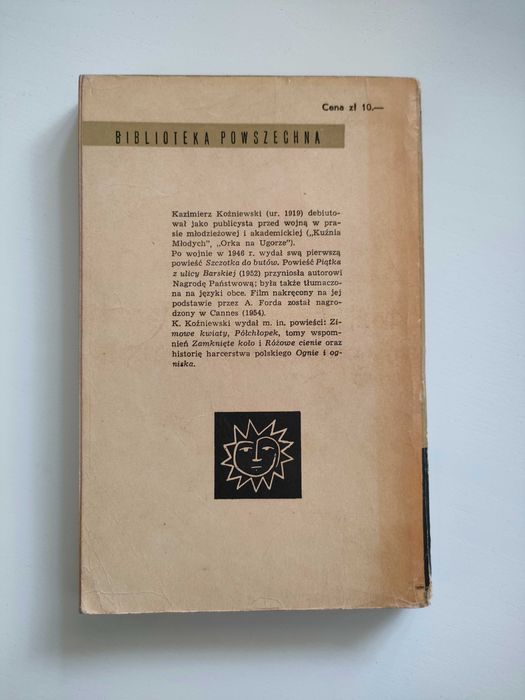 Cena zł 10,—
BIBLIOTEKA POWSZECHNA
Kazimierz Koźniewski (ur. 1919) debiuto-
wał jako publicysta przed wojną w pra-
sie młodzieżowej i akademickiej („Kuźnia
Młodych", „Orka na Ugorze").
Po wojnie w 1946 r. wydał swą pierwszą
powieść Szczotka do butów. Powieść Piątka
z ulicy Barskiej (1952) przyniosła autorowi
Nagrodę Państwową; była także tłumaczo-
na na języki obce. Film nakręcony na jej
podstawie przez A. Forda został nagro-
dzony w Cannes (1954).
K. Koźniewski wydał m. in. powieści: Zi-
mowe kwiaty, Półchłopek, tomy wspom-
nień Zamknięte koło i Różowe cienie oraz
historię harcerstwa polskiego Ognie i og-
niska.